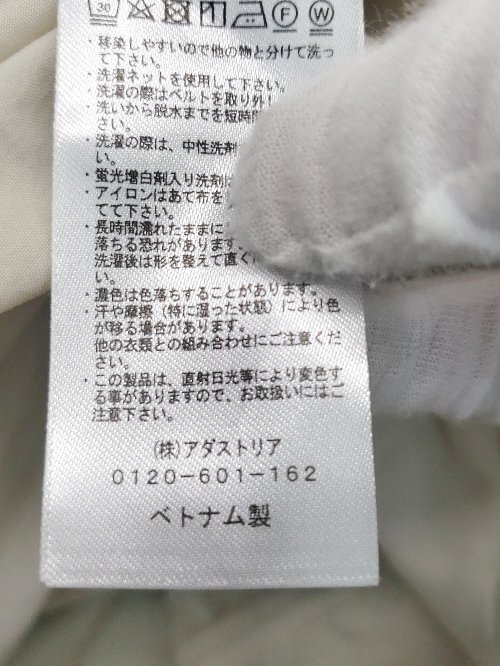 30
F
W
・移染しやすいので他の物と分けて洗っ
て下さい。
・洗濯ネットを使用して下さい。
・洗濯の際はベルトを取り外し
・洗いから脱水までを短時間
さい。
・洗濯の際は、中性洗剤
い。
・蛍光増白剤入り洗剤は
・アイロンはあて布を
てて下さい。
・長時間濡れたままに
落ちる恐れがあります。
洗濯後は形を整えて直ぐに
い。
・濃色は色落ちすることがあります。
・汗や摩擦（特に湿った状態）により色
が移る場合があります。
他の衣類との組み合わせにご注意くだ
さい。
・この製品は、直射日光等により変色す
る事がありますので、お取扱いにはご
注意下さい。
(株)アダストリア
0120-601-162
ベトナム製